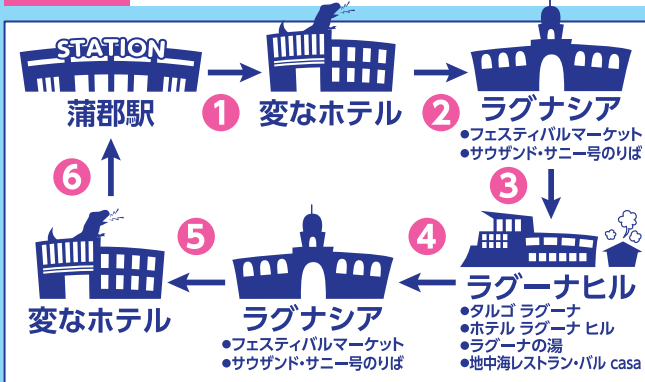 STATION
蒲郡駅
1
変なホテル
2
ラグナシア
●フェスティバルマーケット
●サウザンド・サニー号のりば
3
ラグーナヒル
●タルゴ ラグーナ
●ホテル ラグーナ ヒル
●ラグーナの湯
●地中海レストラン・バル casa
4
ラグナシア
●フェスティバルマーケット
●サウザンド・サニー号のりば
5
変なホテル
6